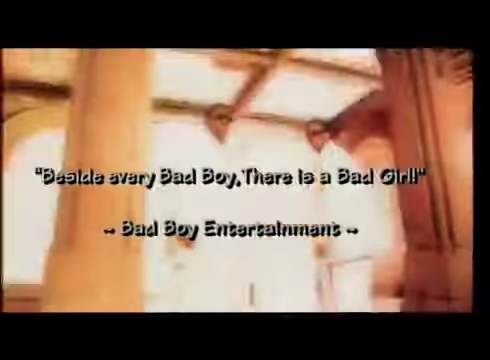 "Beside every Bad Boy, There is a Bad Girl!"
~ Bad Boy Entertainment ~